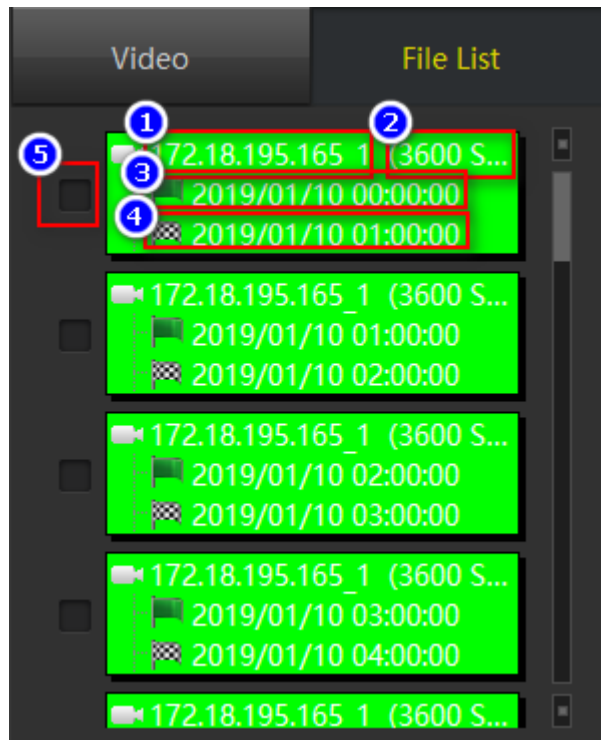 Video File List
1 2
5 172.18.195.165_1 (3600 S...
3 2019/01/10 00:00:00
4 2019/01/10 01:00:00
172.18.195.165_1 (3600 S...
2019/01/10 01:00:00
2019/01/10 02:00:00
172.18.195.165_1 (3600 S...
2019/01/10 02:00:00
2019/01/10 03:00:00
172.18.195.165_1 (3600 S...
2019/01/10 03:00:00
2019/01/10 04:00:00
172.18.195.165_1 (3600 S...